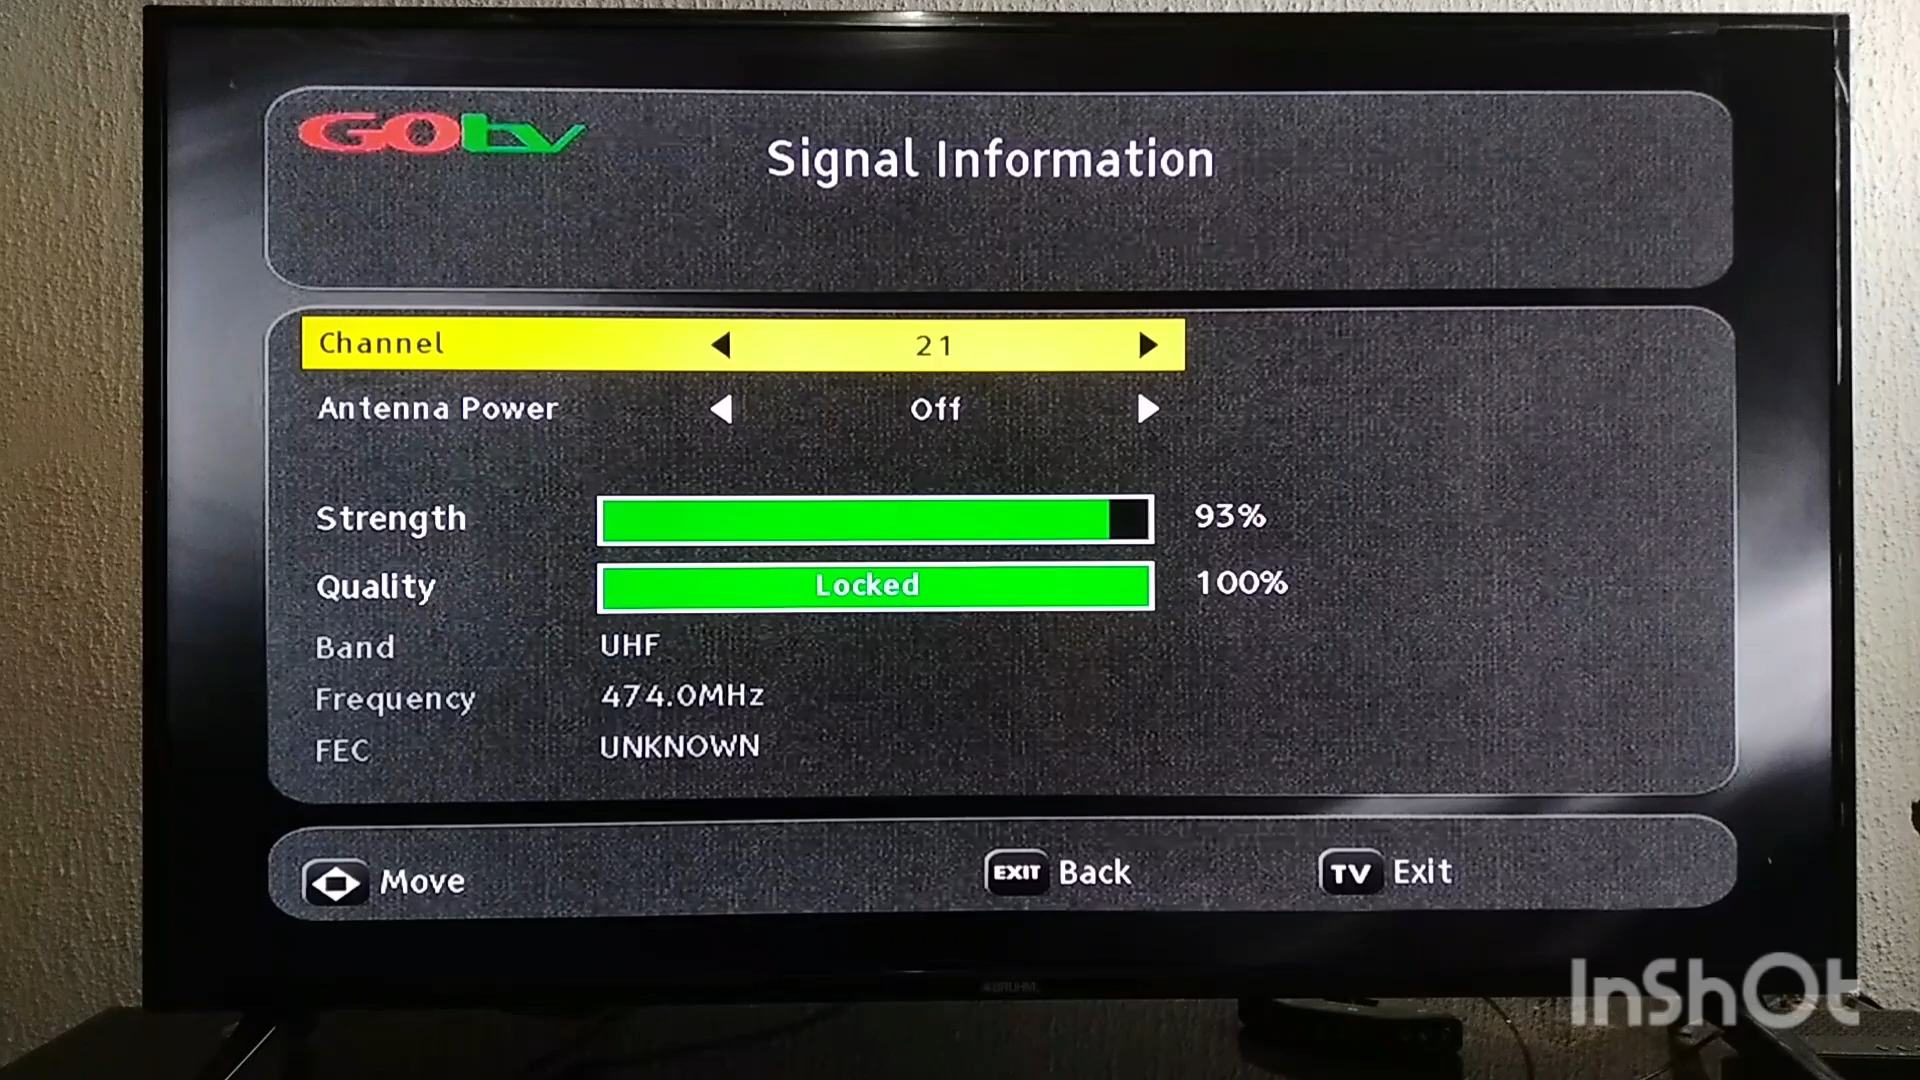 GOtv
Signal Information
Channel 21
Antenna Power Off
Strength 93%
Quality Locked 100%
Band UHF
Frequency 474.0MHz
FEC UNKNOWN
Move EXIT Back TV Exit
BRUHM
InShOt